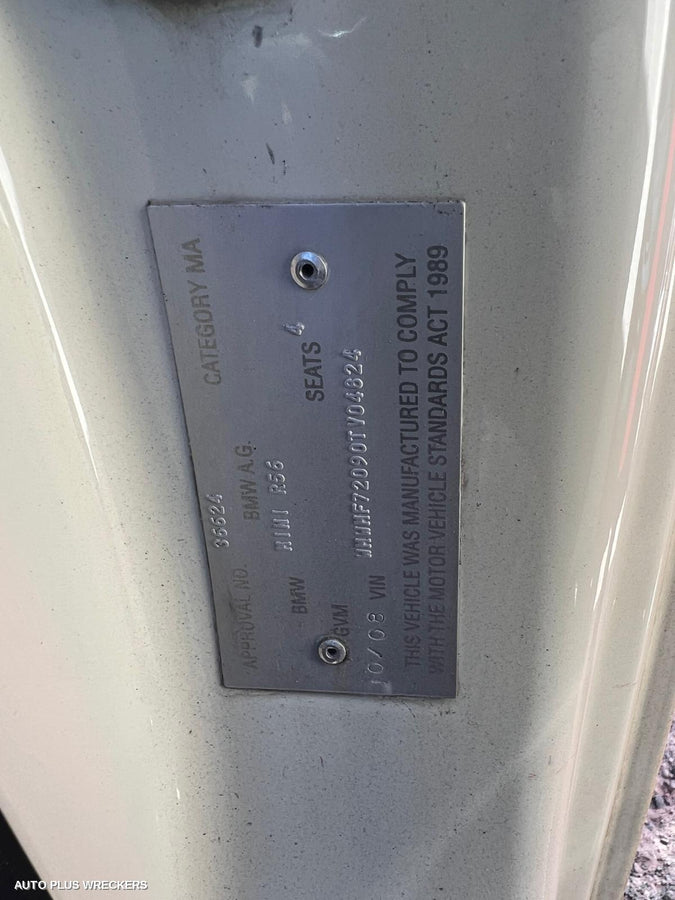 APPROVAL NO. 36624 CATEGORY MA
BMW A.G.
BMW MINI R56
GVM SEATS 4
10/08 VIN WMWMF72090TV04824
THIS VEHICLE WAS MANUFACTURED TO COMPLY
WITH THE MOTOR VEHICLE STANDARDS ACT 1989
AUTO PLUS WRECKERS